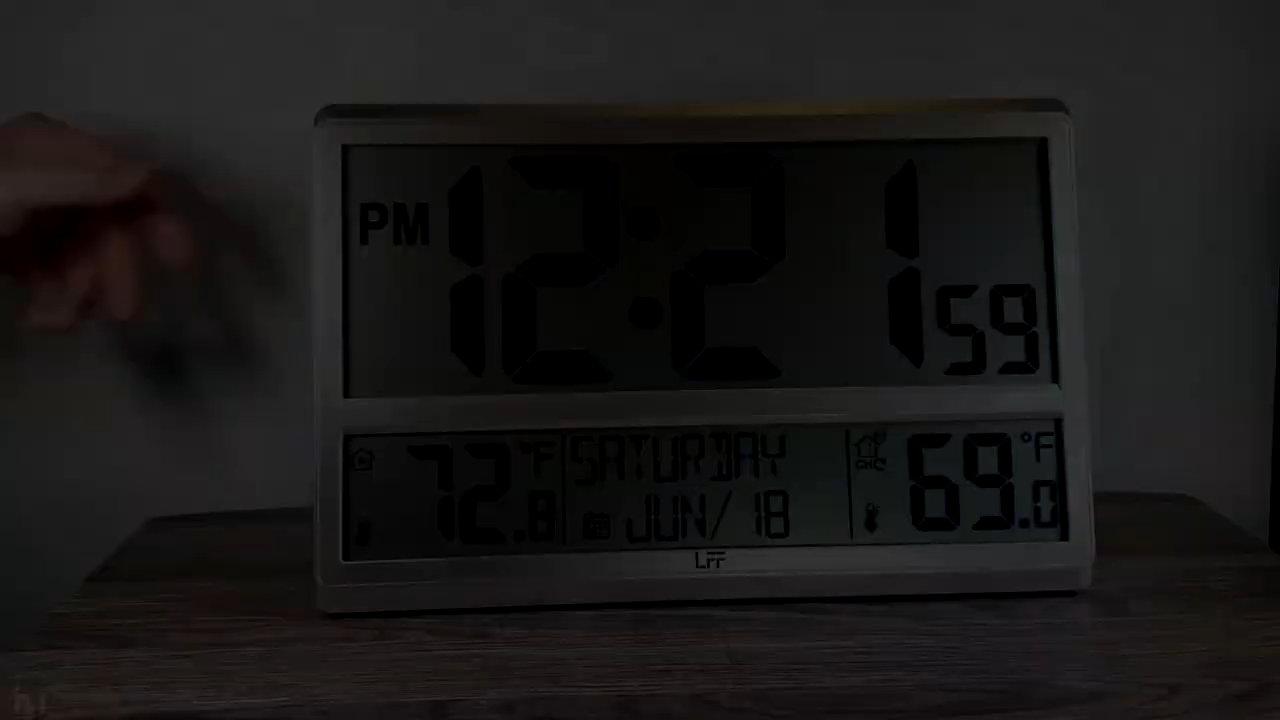 PM 12:21 59
72.8 °F
SATURDAY
JUN/18
69.0 °F
LFF